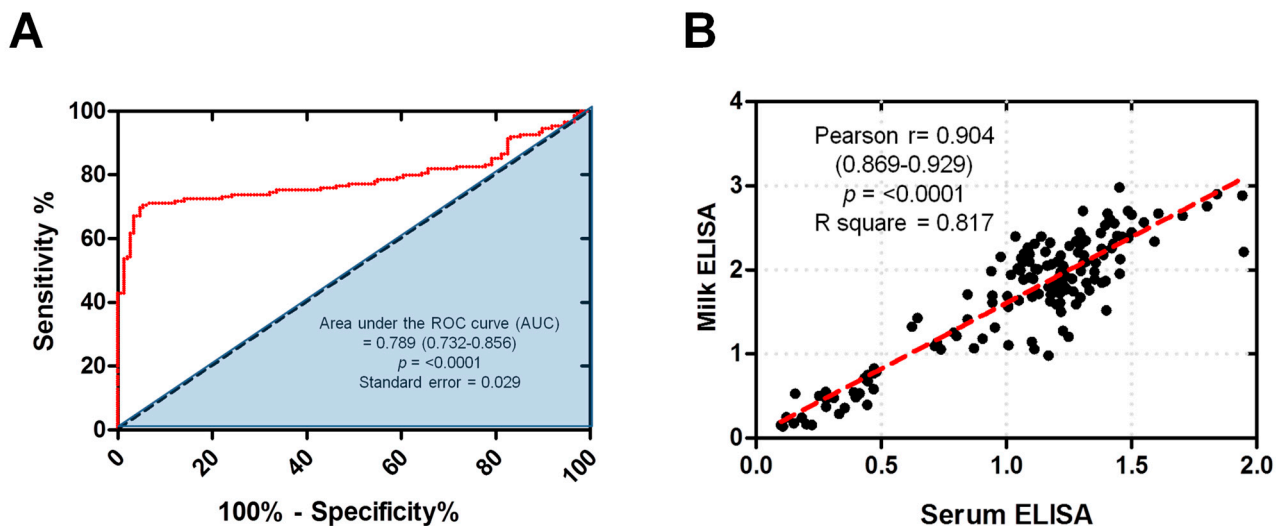 A
100
80
60
40
20
0
Sensitivity %
Area under the ROC curve (AUC)
= 0.789 (0.732-0.856)
p = <0.0001
Standard error = 0.029
0 20 40 60 80 100
100% - Specificity%
B
4
3
2
1
0
Milk ELISA
Pearson r= 0.904
(0.869-0.929)
p = <0.0001
R square = 0.817
0.0 0.5 1.0 1.5 2.0
Serum ELISA